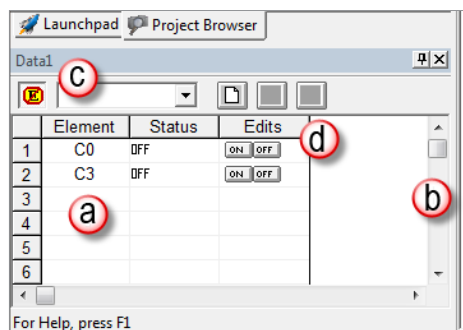 Launchpad Project Browser
Data1
C
E
Element Status Edits
d
1 C0 OFF ON OFF
2 C3 OFF ON OFF
b
3
a
4
5
6
For Help, press F1